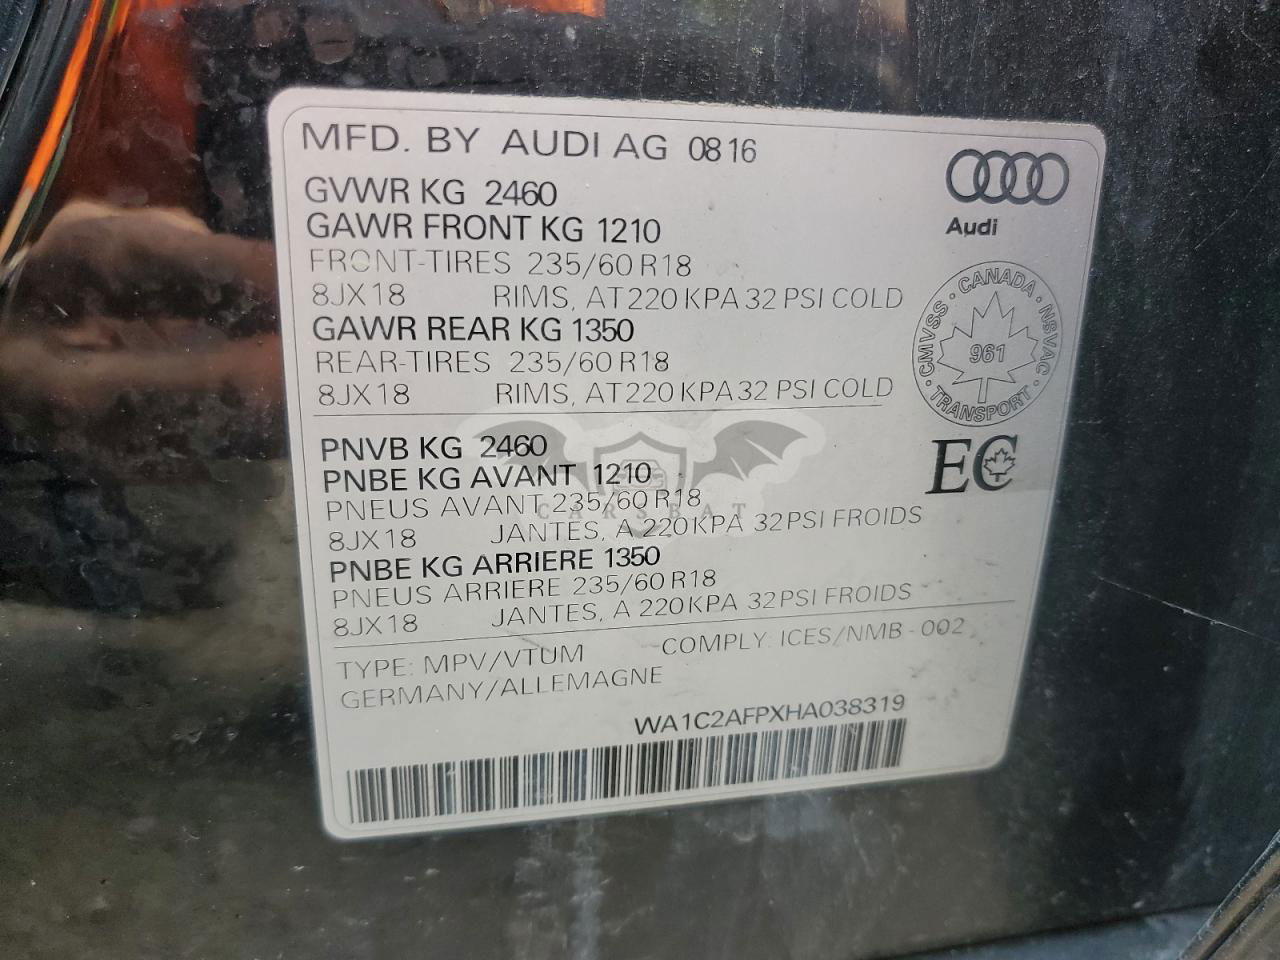 MFD. BY AUDI AG 0816
GVWR KG 2460
GAWR FRONT KG 1210
FRONT-TIRES 235/60 R18
8JX18 RIMS, AT 220 KPA 32 PSI COLD
GAWR REAR KG 1350
REAR-TIRES 235/60 R18
8JX18 RIMS, AT 220 KPA 32 PSI COLD
Audi
CANADA · NSVAC · TRANSPORT · CMVSS ·
961
EC
PNVB KG 2460
PNBE KG AVANT 1210
PNEUS AVANT 235/60 R18
8JX18 JANTES, A 220 KPA 32 PSI FROIDS
PNBE KG ARRIERE 1350
PNEUS ARRIERE 235/60 R18
8JX18 JANTES, A 220 KPA 32 PSI FROIDS
CARSBAT
TYPE: MPV/VTUM COMPLY: ICES/NMB-002
GERMANY/ALLEMAGNE
WA1C2AFPXHA038319